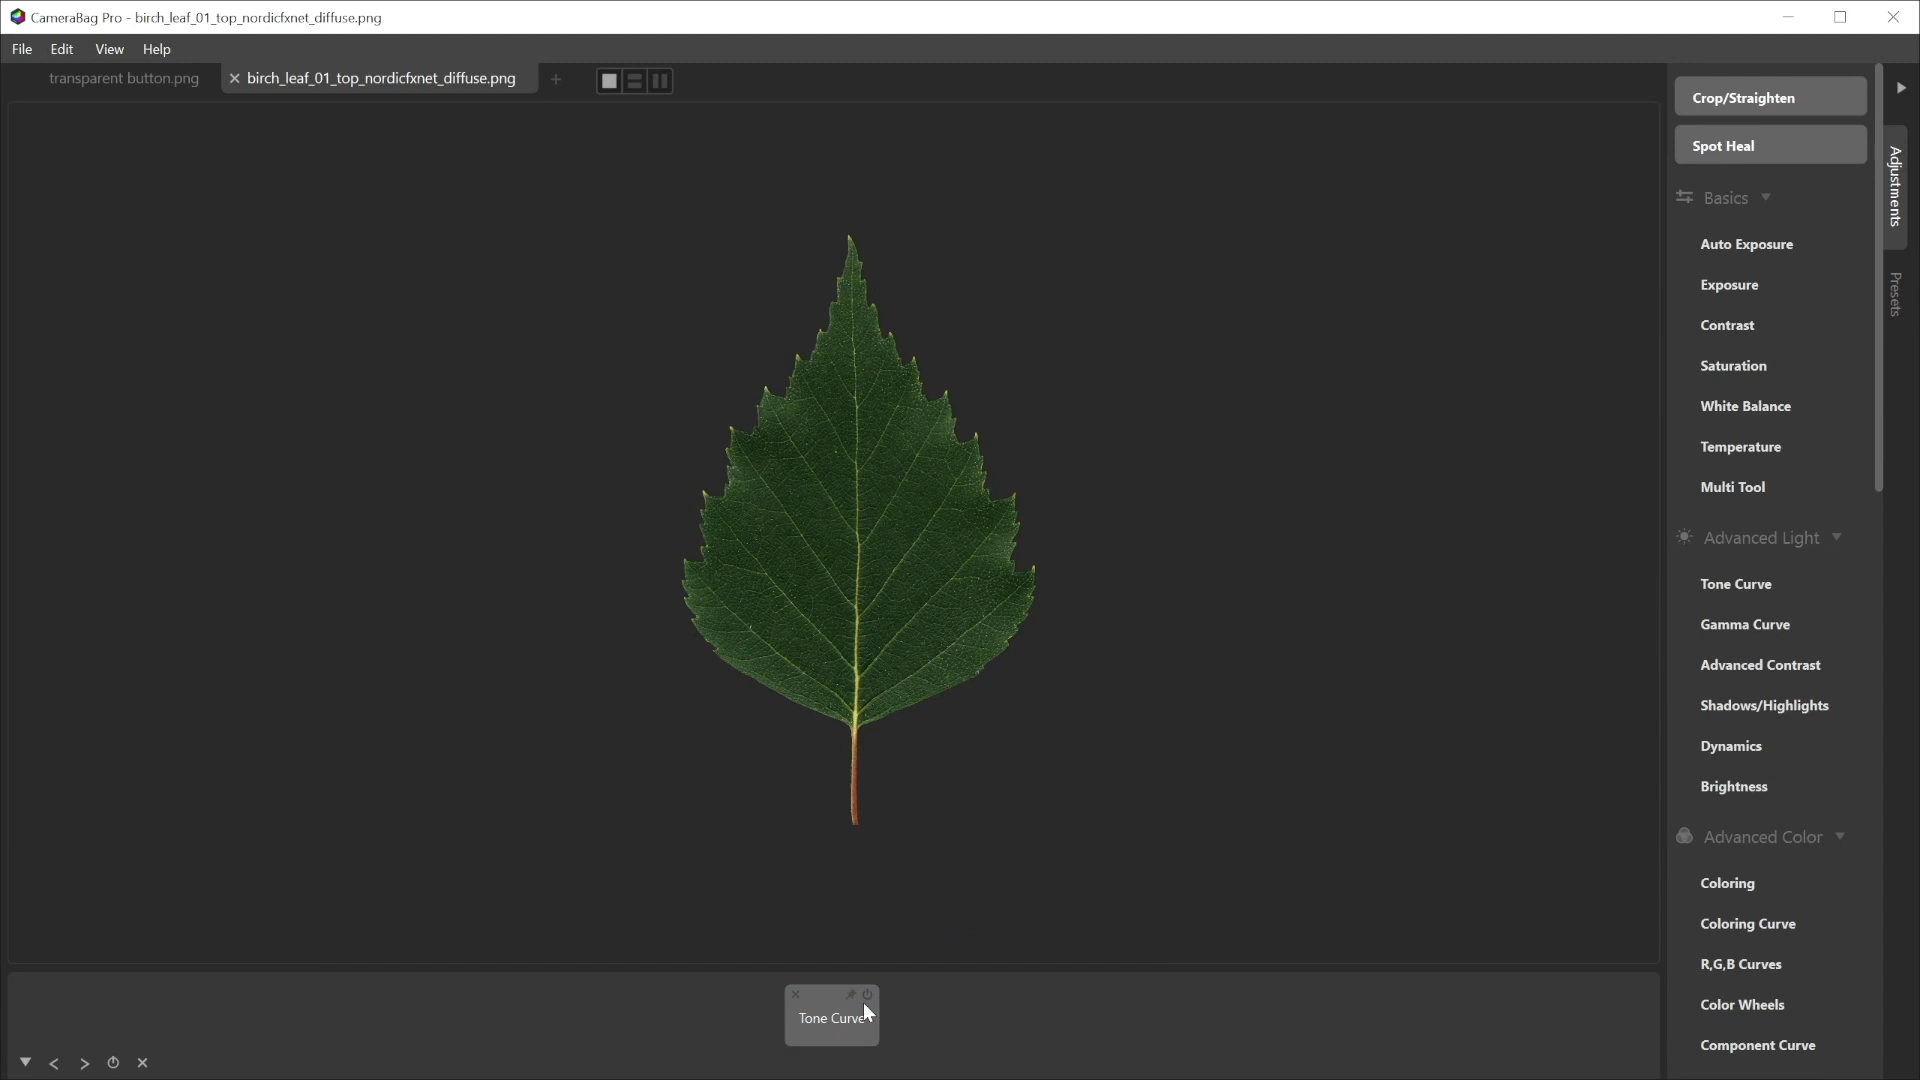 CameraBag Pro - birch_leaf_01_top_nordicfxnet_diffuse.png
File Edit View Help
transparent button.png birch_leaf_01_top_nordicfxnet_diffuse.png
Crop/Straighten
Spot Heal
Adjustments
Presets
Basics
Auto Exposure
Exposure
Contrast
Saturation
White Balance
Temperature
Multi Tool
Advanced Light
Tone Curve
Gamma Curve
Advanced Contrast
Shadows/Highlights
Dynamics
Brightness
Advanced Color
Coloring
Coloring Curve
R,G,B Curves
Color Wheels
Component Curve
Tone Curve